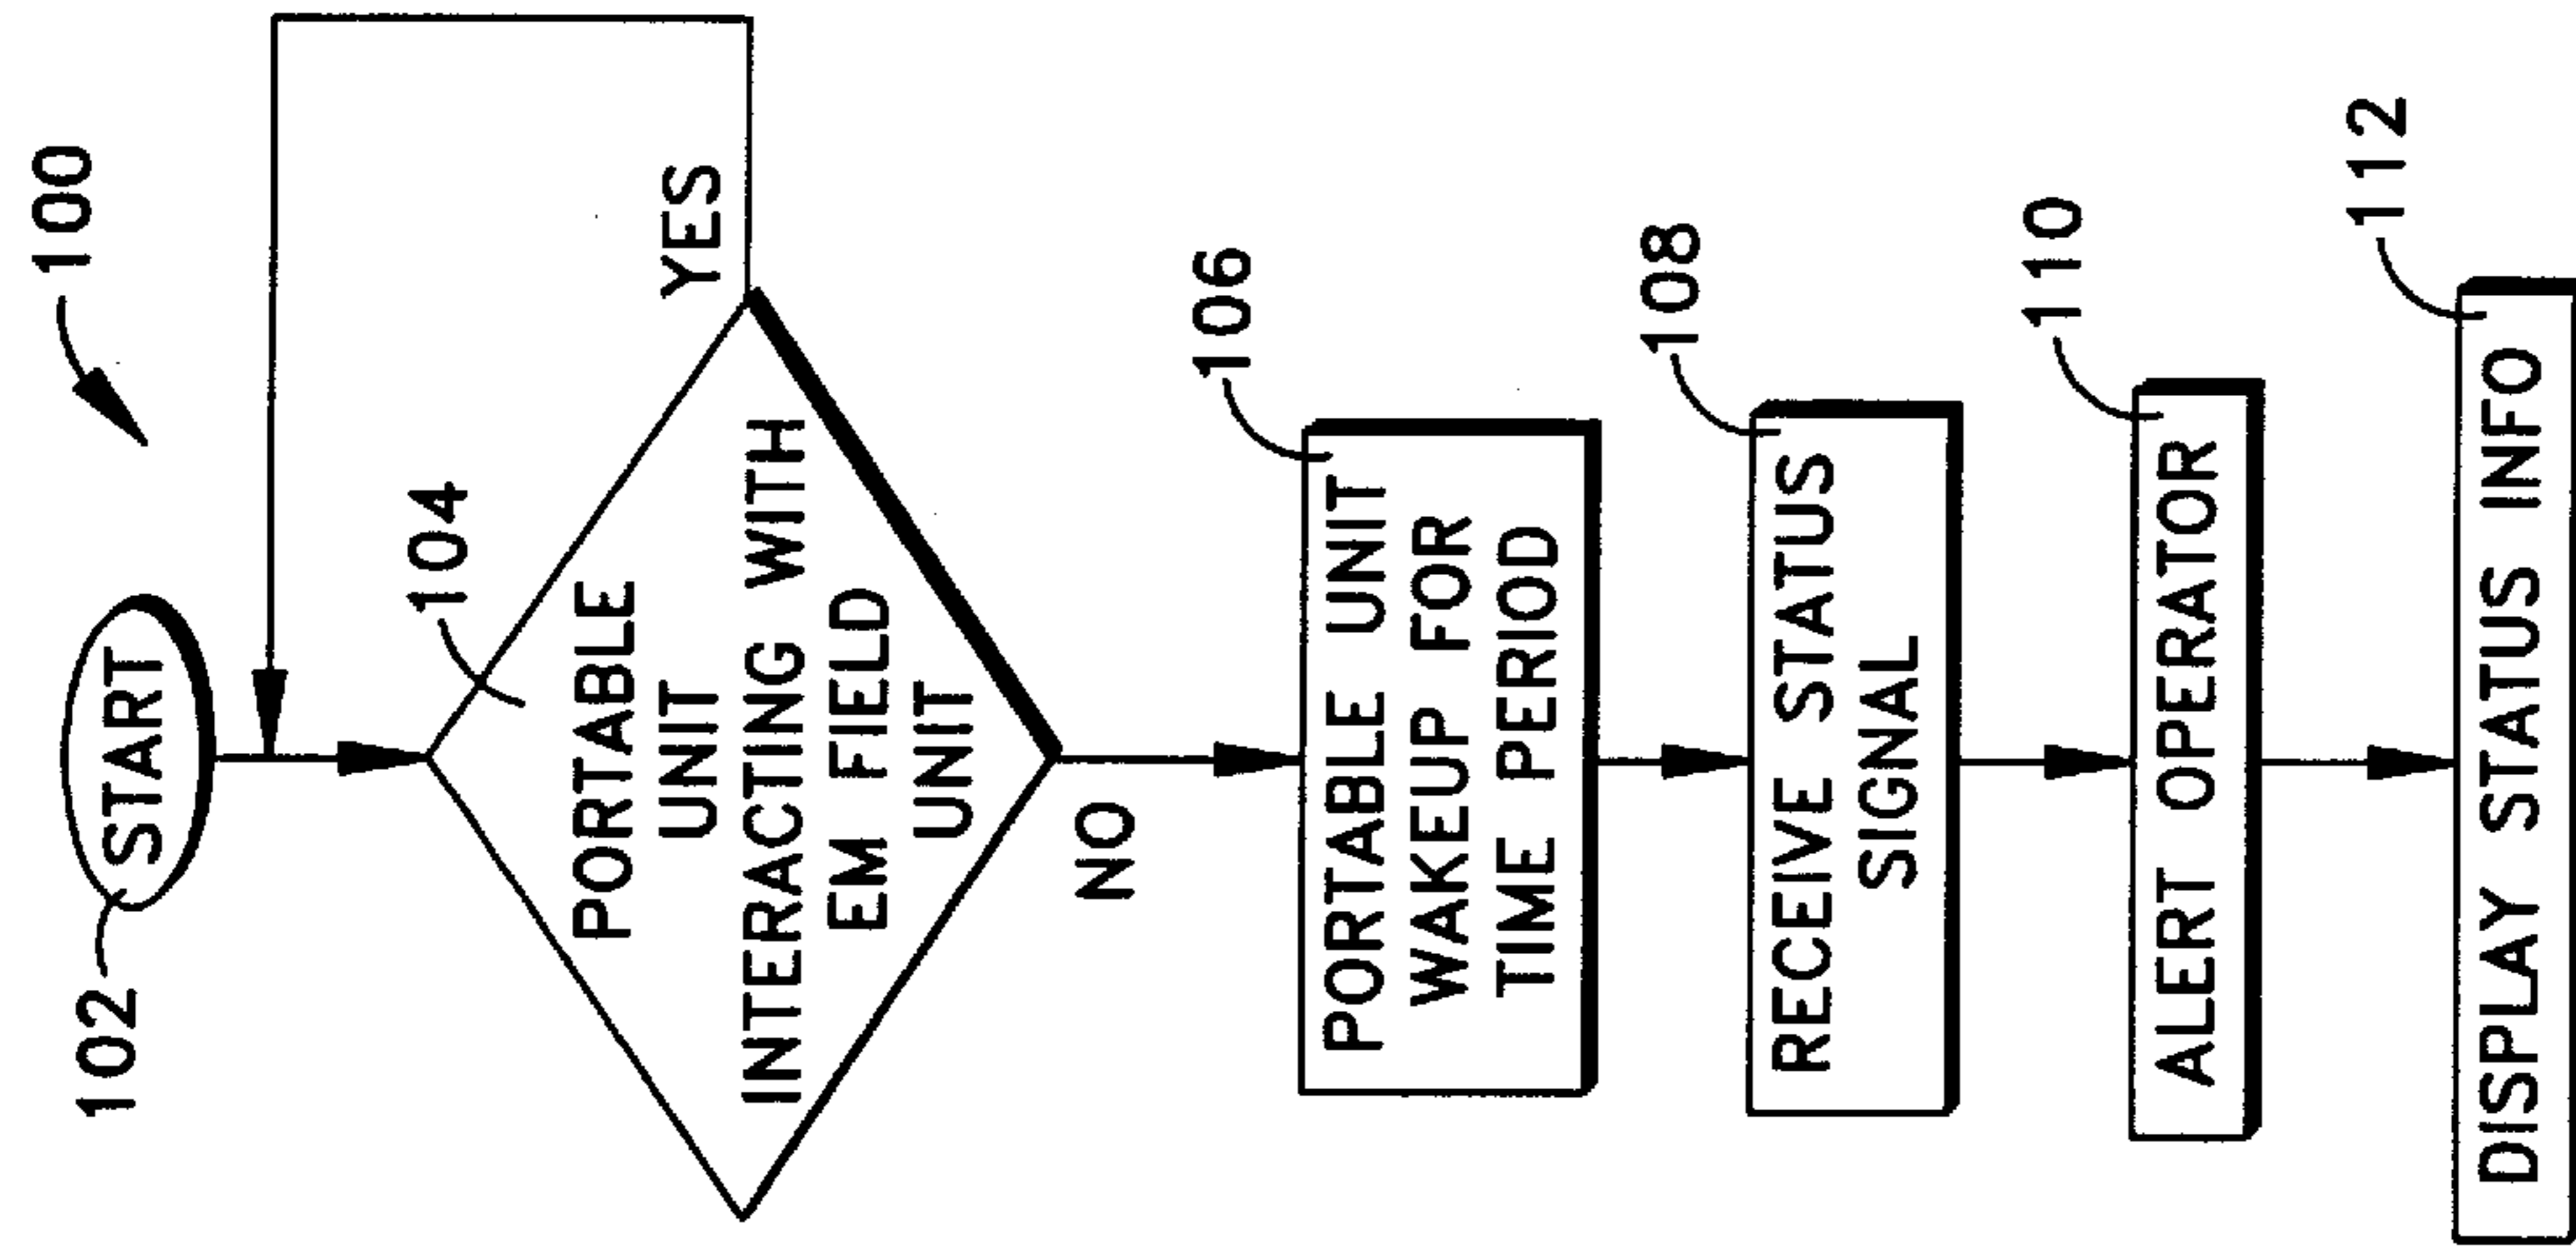 100
102
START
104
PORTABLE
UNIT
INTERACTING WITH
EM FIELD
UNIT
YES
NO
106
PORTABLE UNIT
WAKEUP FOR
TIME PERIOD
108
RECEIVE STATUS
SIGNAL
110
ALERT OPERATOR
112
DISPLAY STATUS INFO